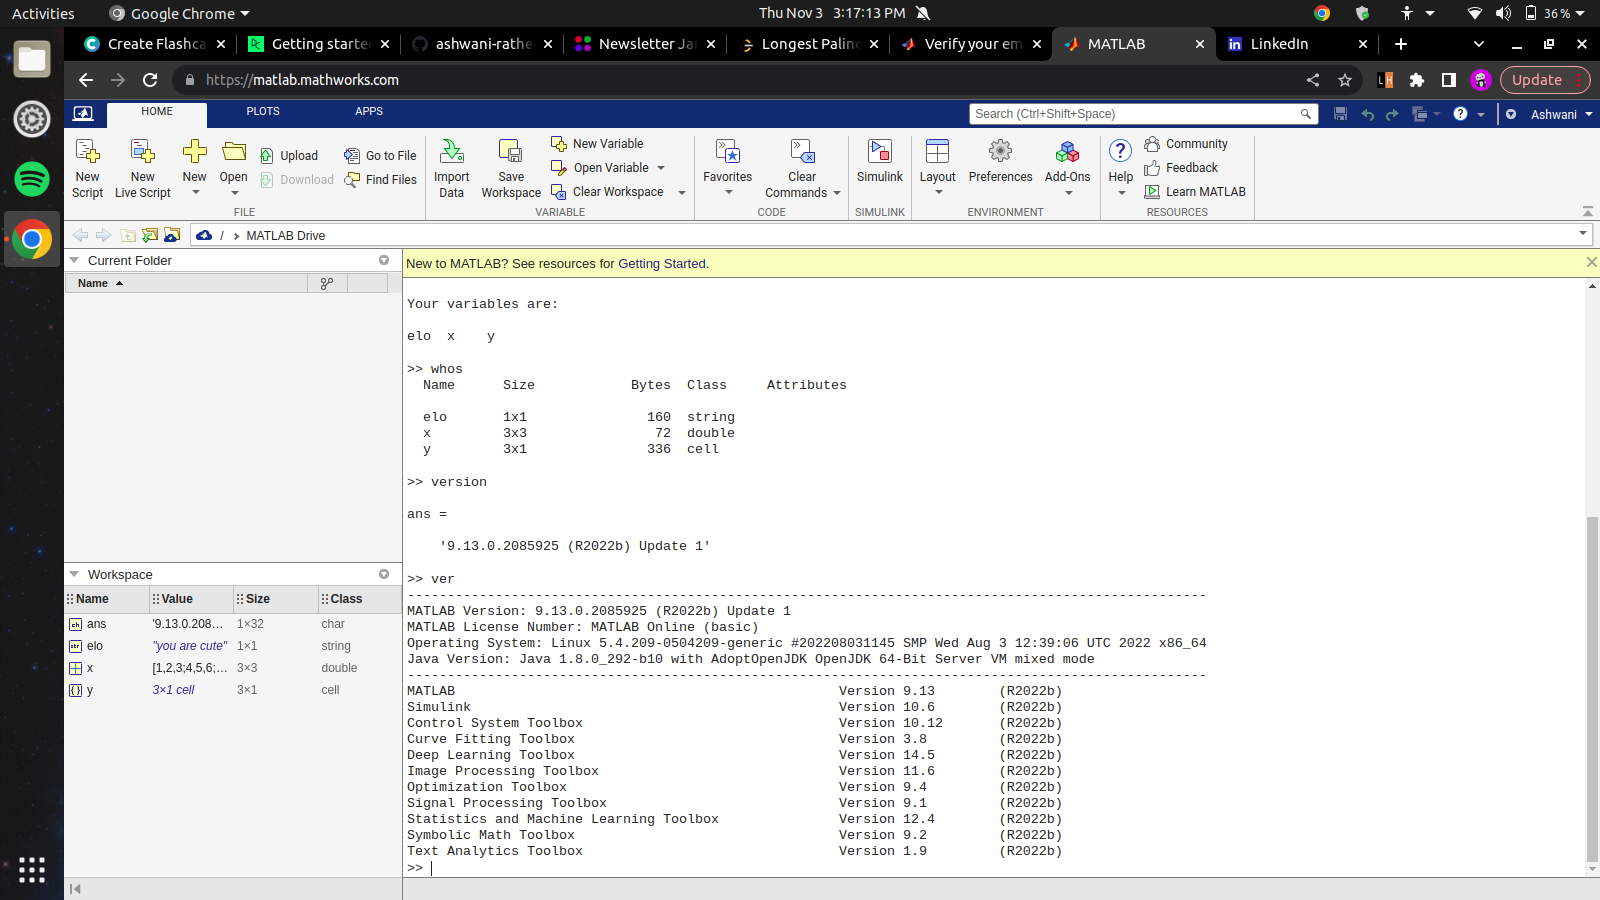 Activities
Google Chrome
Thu Nov 3 3:17:13 PM
36 %
Create Flashca
Getting starte
ashwani-rathe
Newsletter Jar
Longest Palin
Verify your em
MATLAB
LinkedIn
https://matlab.mathworks.com
LH
Update
HOME
PLOTS
APPS
Search (Ctrl+Shift+Space)
Ashwani
New Script
New Live Script
New
Open
Upload
Download
Go to File
Find Files
FILE
Import Data
Save Workspace
New Variable
Open Variable
Clear Workspace
VARIABLE
Favorites
Clear Commands
CODE
Simulink
SIMULINK
Layout
Preferences
Add-Ons
ENVIRONMENT
Help
Community
Feedback
Learn MATLAB
RESOURCES
/ > MATLAB Drive
Current Folder
Name
New to MATLAB? See resources for Getting Started.
Your variables are:
elo x y
>> whos
Name Size Bytes Class Attributes
elo 1x1 160 string
x 3x3 72 double
y 3x1 336 cell
>> version
ans =
'9.13.0.2085925 (R2022b) Update 1'
>> ver
----------------------------------------------------------------------------------------------------
MATLAB Version: 9.13.0.2085925 (R2022b) Update 1
MATLAB License Number: MATLAB Online (basic)
Operating System: Linux 5.4.209-0504209-generic #202208031145 SMP Wed Aug 3 12:39:06 UTC 2022 x86_64
Java Version: Java 1.8.0_292-b10 with AdoptOpenJDK OpenJDK 64-Bit Server VM mixed mode
----------------------------------------------------------------------------------------------------
MATLAB Version 9.13 (R2022b)
Simulink Version 10.6 (R2022b)
Control System Toolbox Version 10.12 (R2022b)
Curve Fitting Toolbox Version 3.8 (R2022b)
Deep Learning Toolbox Version 14.5 (R2022b)
Image Processing Toolbox Version 11.6 (R2022b)
Optimization Toolbox Version 9.4 (R2022b)
Signal Processing Toolbox Version 9.1 (R2022b)
Statistics and Machine Learning Toolbox Version 12.4 (R2022b)
Symbolic Math Toolbox Version 9.2 (R2022b)
Text Analytics Toolbox Version 1.9 (R2022b)
>>
Workspace
Name Value Size Class
ans '9.13.0.208... 1×32 char
elo "you are cute" 1×1 string
x [1,2,3;4,5,6;... 3×3 double
y 3×1 cell 3×1 cell